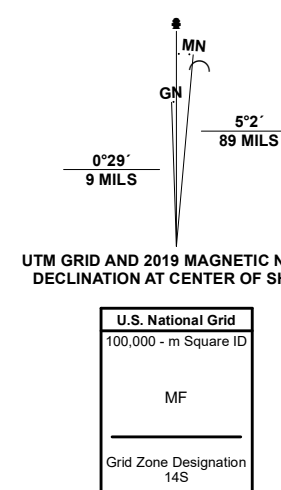 MN
GN
5°2´
89 MILS
0°29´
9 MILS
UTM GRID AND 2019 MAGNETIC N
DECLINATION AT CENTER OF SH
U.S. National Grid
100,000 - m Square ID
MF
Grid Zone Designation
14S